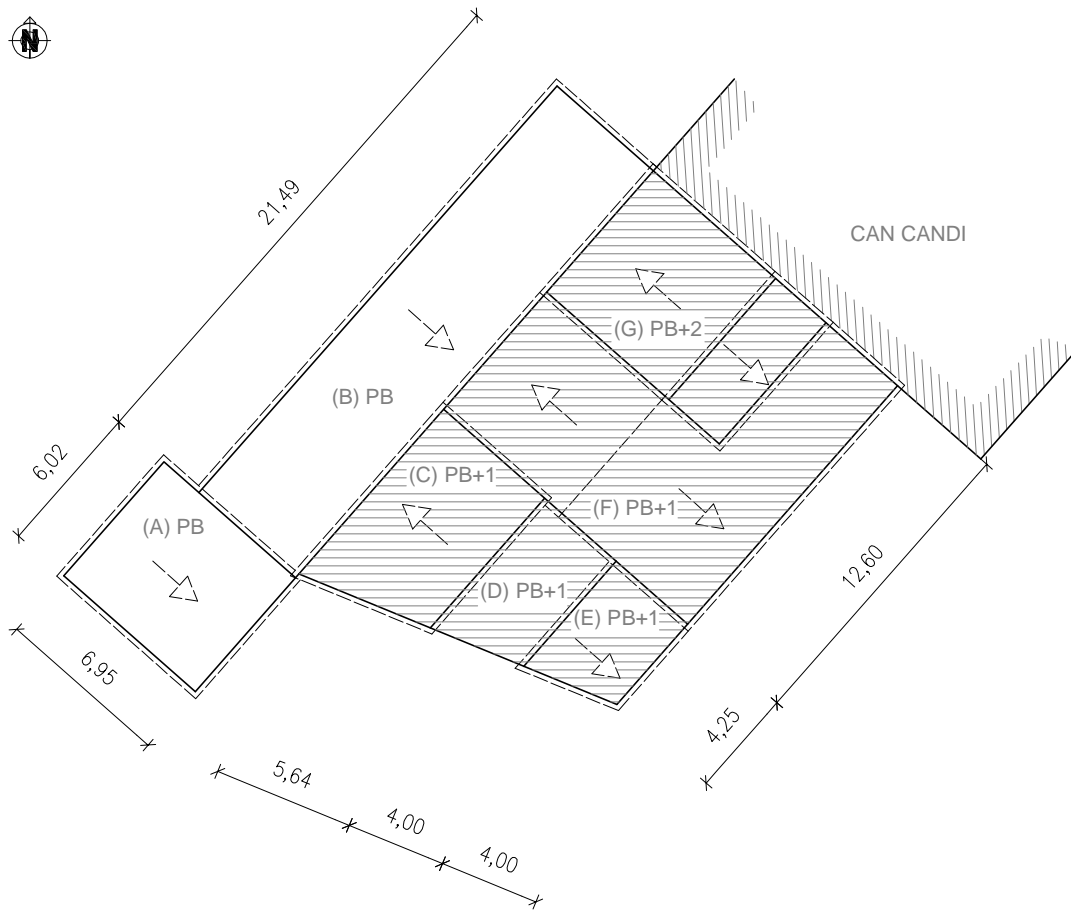 N
21,49
CAN CANDI
(G) PB+2
(B) PB
6,02
(C) PB+1
(A) PB
(F) PB+1
12,60
(D) PB+1
(E) PB+1
6,95
4,25
5,64
4,00
4,00